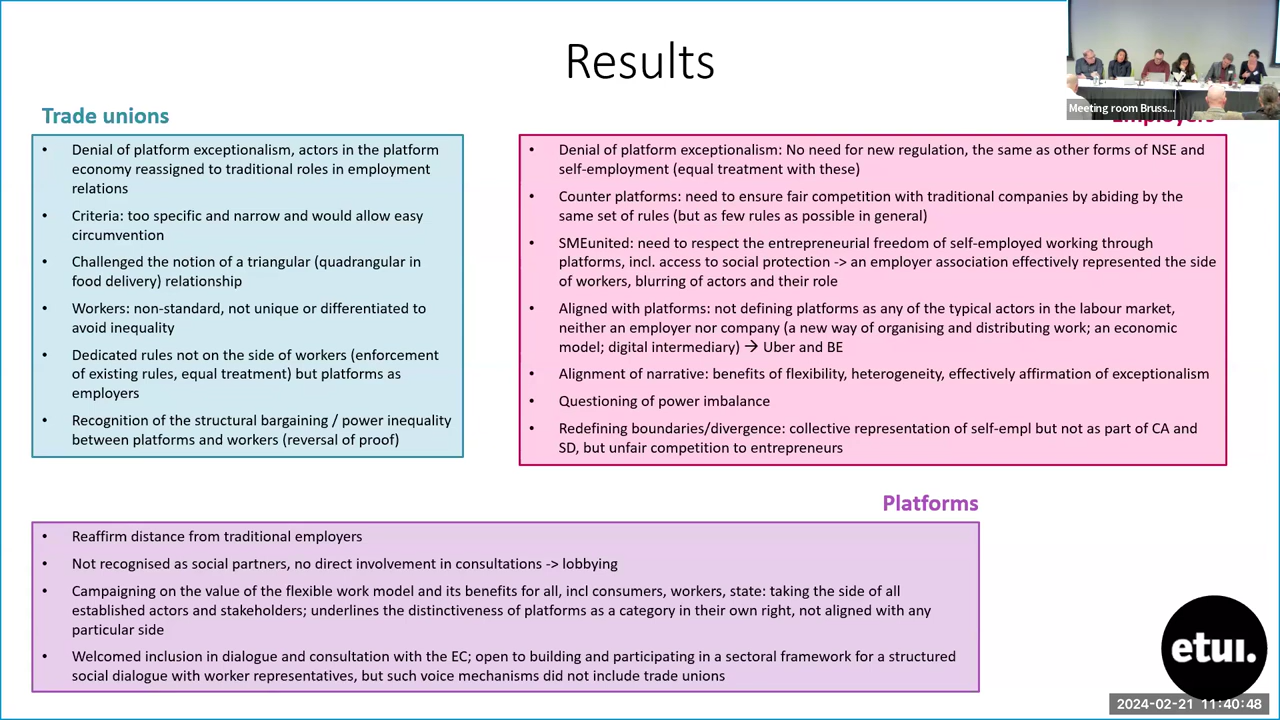 Results
Meeting room Bruss...
Trade unions
• Denial of platform exceptionalism, actors in the platform
economy reassigned to traditional roles in employment
relations
• Criteria: too specific and narrow and would allow easy
circumvention
• Challenged the notion of a triangular (quadrangular in
food delivery) relationship
• Workers: non-standard, not unique or differentiated to
avoid inequality
• Dedicated rules not on the side of workers (enforcement
of existing rules, equal treatment) but platforms as
employers
• Recognition of the structural bargaining / power inequality
between platforms and workers (reversal of proof)
Employers
• Denial of platform exceptionalism: No need for new regulation, the same as other forms of NSE and
self-employment (equal treatment with these)
• Counter platforms: need to ensure fair competition with traditional companies by abiding by the
same set of rules (but as few rules as possible in general)
• SMEunited: need to respect the entrepreneurial freedom of self-employed working through
platforms, incl. access to social protection -> an employer association effectively represented the side
of workers, blurring of actors and their role
• Aligned with platforms: not defining platforms as any of the typical actors in the labour market,
neither an employer nor company (a new way of organising and distributing work; an economic
model; digital intermediary) → Uber and BE
• Alignment of narrative: benefits of flexibility, heterogeneity, effectively affirmation of exceptionalism
• Questioning of power imbalance
• Redefining boundaries/divergence: collective representation of self-empl but not as part of CA and
SD, but unfair competition to entrepreneurs
Platforms
• Reaffirm distance from traditional employers
• Not recognised as social partners, no direct involvement in consultations -> lobbying
• Campaigning on the value of the flexible work model and its benefits for all, incl consumers, workers, state: taking the side of all
established actors and stakeholders; underlines the distinctiveness of platforms as a category in their own right, not aligned with any
particular side
• Welcomed inclusion in dialogue and consultation with the EC; open to building and participating in a sectoral framework for a structured
social dialogue with worker representatives, but such voice mechanisms did not include trade unions
etui.
2024-02-21 11:40:48